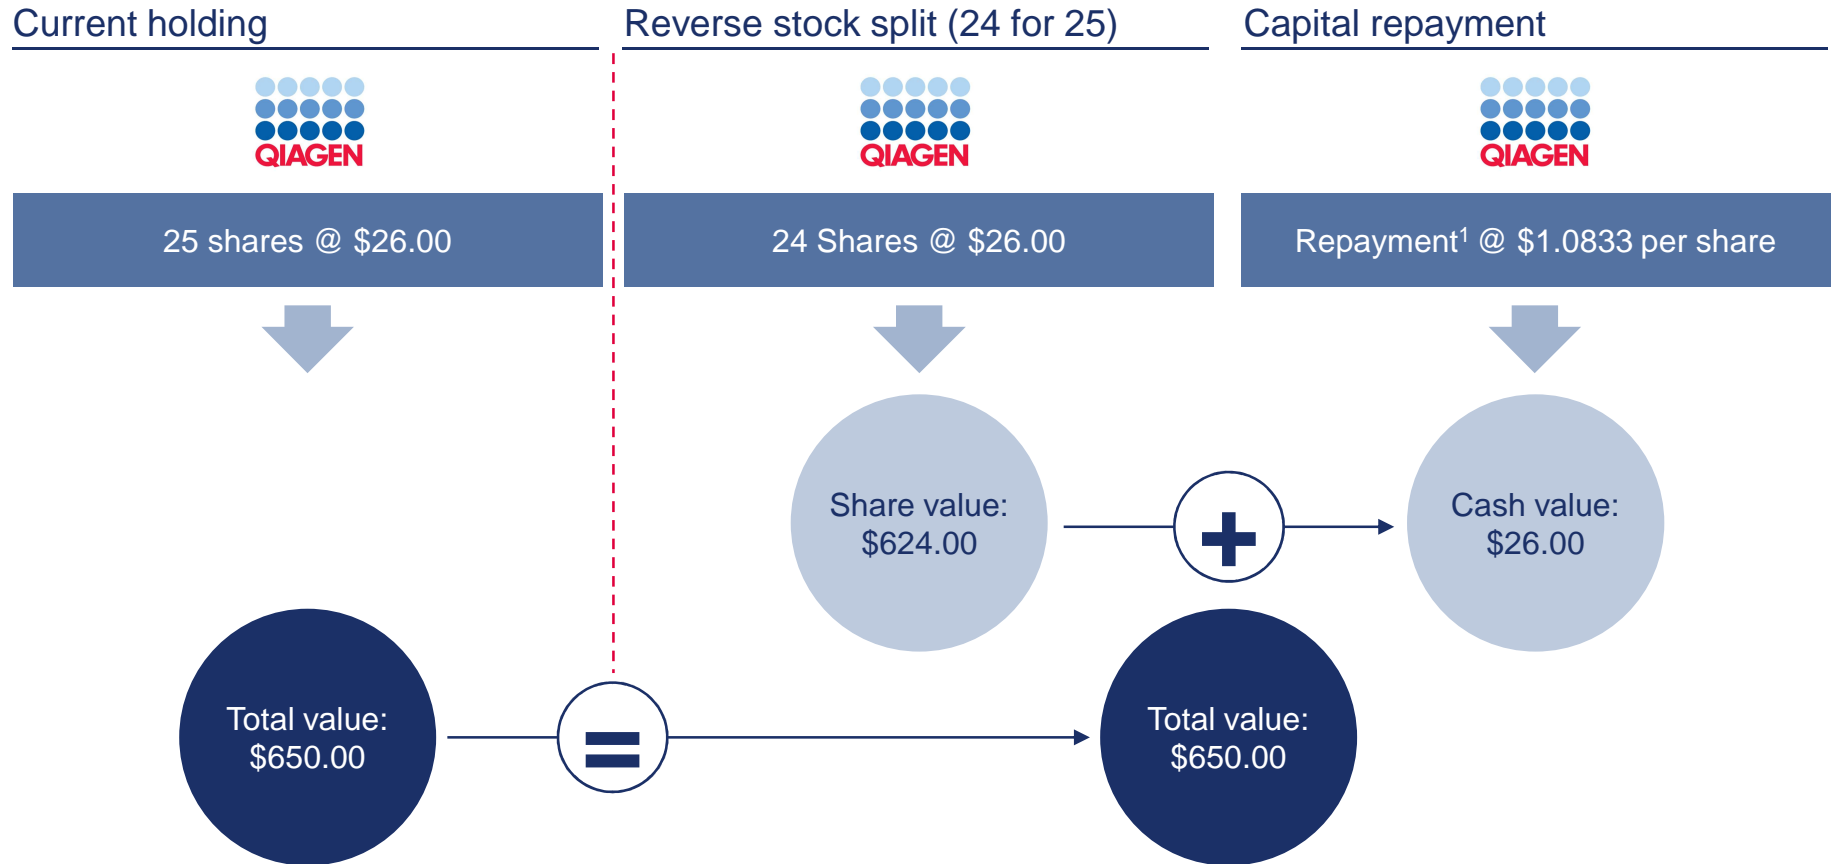 Current holding
Reverse stock split (24 for 25)
Capital repayment
QIAGEN
QIAGEN
QIAGEN
25 shares @ $26.00
24 Shares @ $26.00
Repayment¹ @ $1.0833 per share
Share value:
$624.00
+
Cash value:
$26.00
Total value:
$650.00
=
Total value:
$650.00